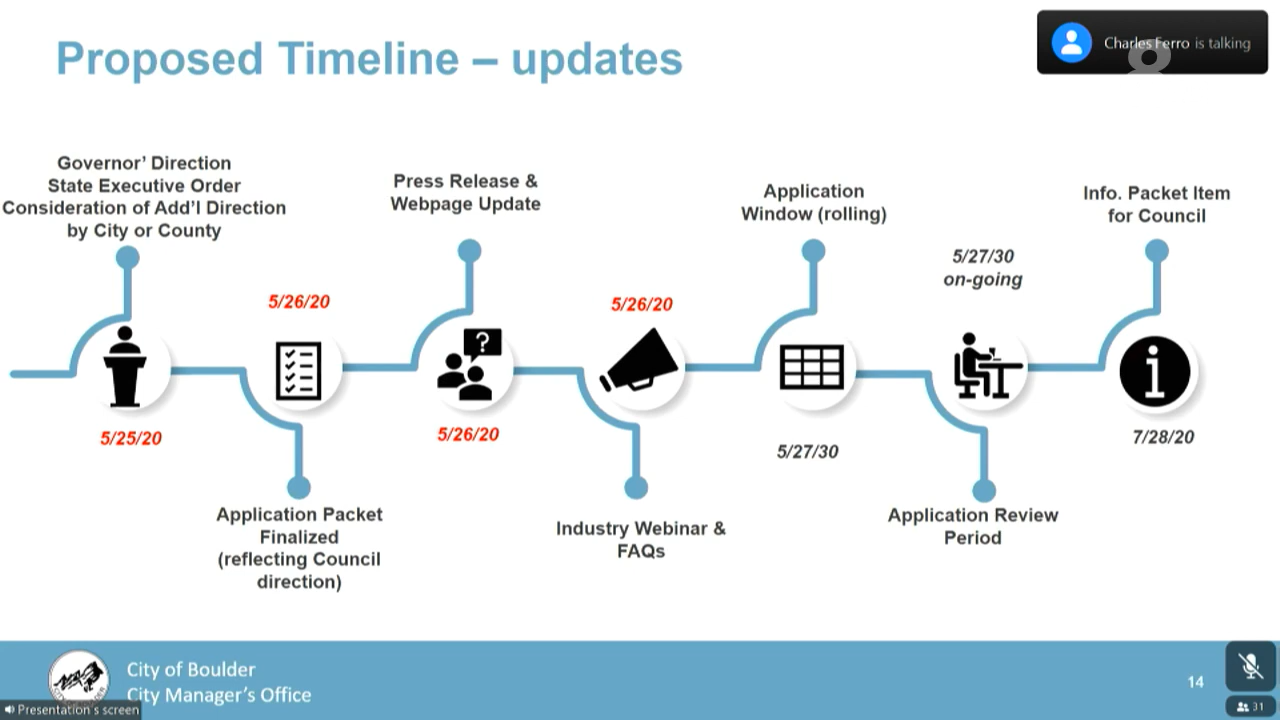 Proposed Timeline – updates
Charles Ferro is talking
8
Governor’ Direction
State Executive Order
Consideration of Add’l Direction
by City or County
5/25/20
5/26/20
Application Packet
Finalized
(reflecting Council
direction)
Press Release &
Webpage Update
?
5/26/20
5/26/20
Industry Webinar &
FAQs
Application
Window (rolling)
5/27/30
5/27/30
on-going
Application Review
Period
Info. Packet Item
for Council
i
7/28/20
City of Boulder
City Manager’s Office
14
Presentation's screen
31